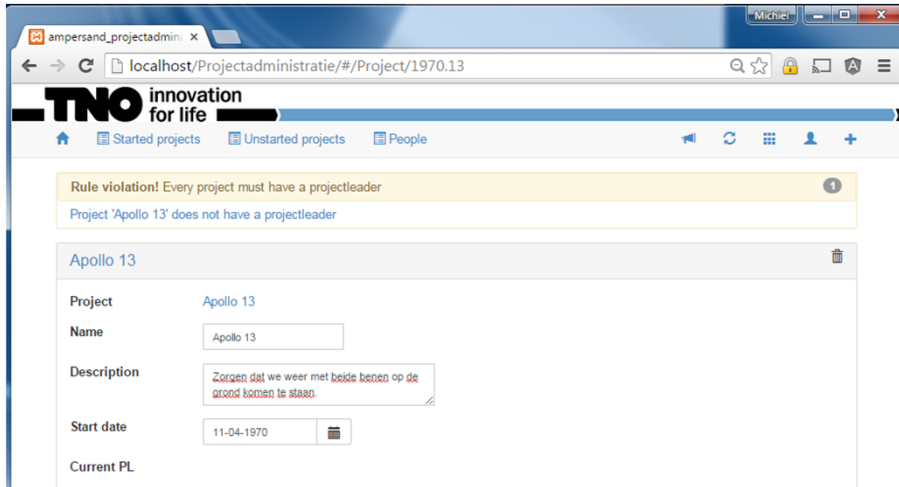 Michiel
ampersand_projectadmini
localhost/Projectadministratie/#/Project/1970.13
TNO innovation
for life
Started projects Unstarted projects People
Rule violation! Every project must have a projectleader 1
Project 'Apollo 13' does not have a projectleader
Apollo 13
Project Apollo 13
Name Apollo 13
Description Zorgen dat we weer met beide benen op de
grond komen te staan.
Start date 11-04-1970
Current PL